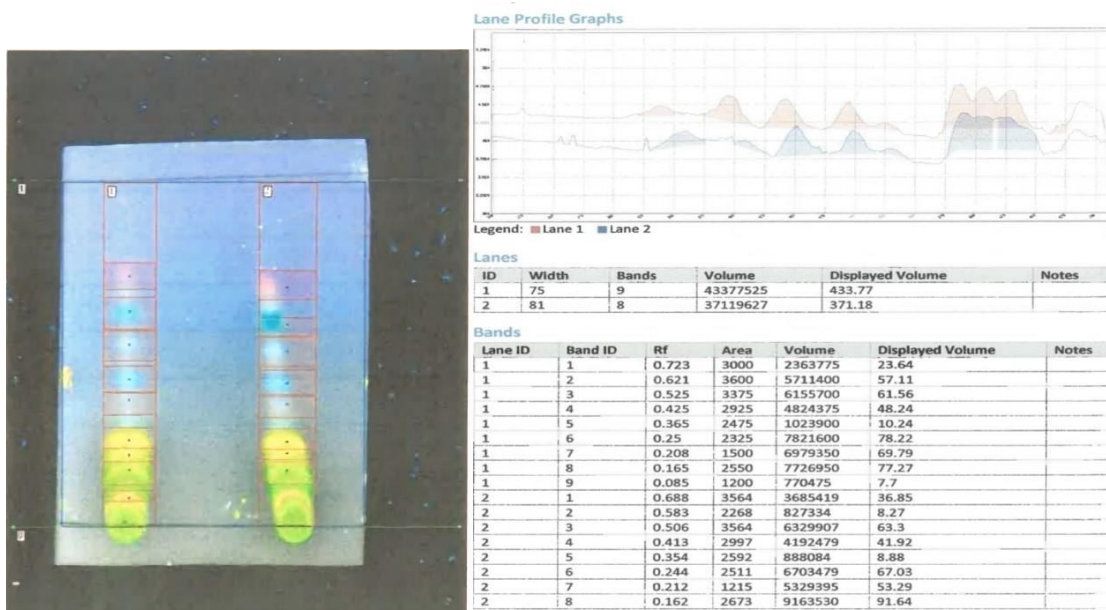 Lane Profile Graphs
Legend: Lane 1 Lane 2
Lanes
ID Width Bands Volume Displayed Volume Notes
1 75 9 43377525 433.77
2 81 8 37119627 371.18
Bands
Lane ID Band ID Rf Area Volume Displayed Volume Notes
1 1 0.723 3000 2363775 23.64
1 2 0.621 3600 5711400 57.11
1 3 0.525 3375 6155700 61.56
1 4 0.425 2925 4824375 48.24
1 5 0.365 2475 1023900 10.24
1 6 0.25 2325 7821600 78.22
1 7 0.208 1500 6979350 69.79
1 8 0.165 2550 7726950 77.27
1 9 0.085 1200 770475 7.7
2 1 0.688 3564 3685419 36.85
2 2 0.583 2268 827334 8.27
2 3 0.506 3564 6329907 63.3
2 4 0.413 2997 4192479 41.92
2 5 0.354 2592 888084 8.88
2 6 0.244 2511 6703479 67.03
2 7 0.212 1215 5329395 53.29
2 8 0.162 2673 9163530 91.64